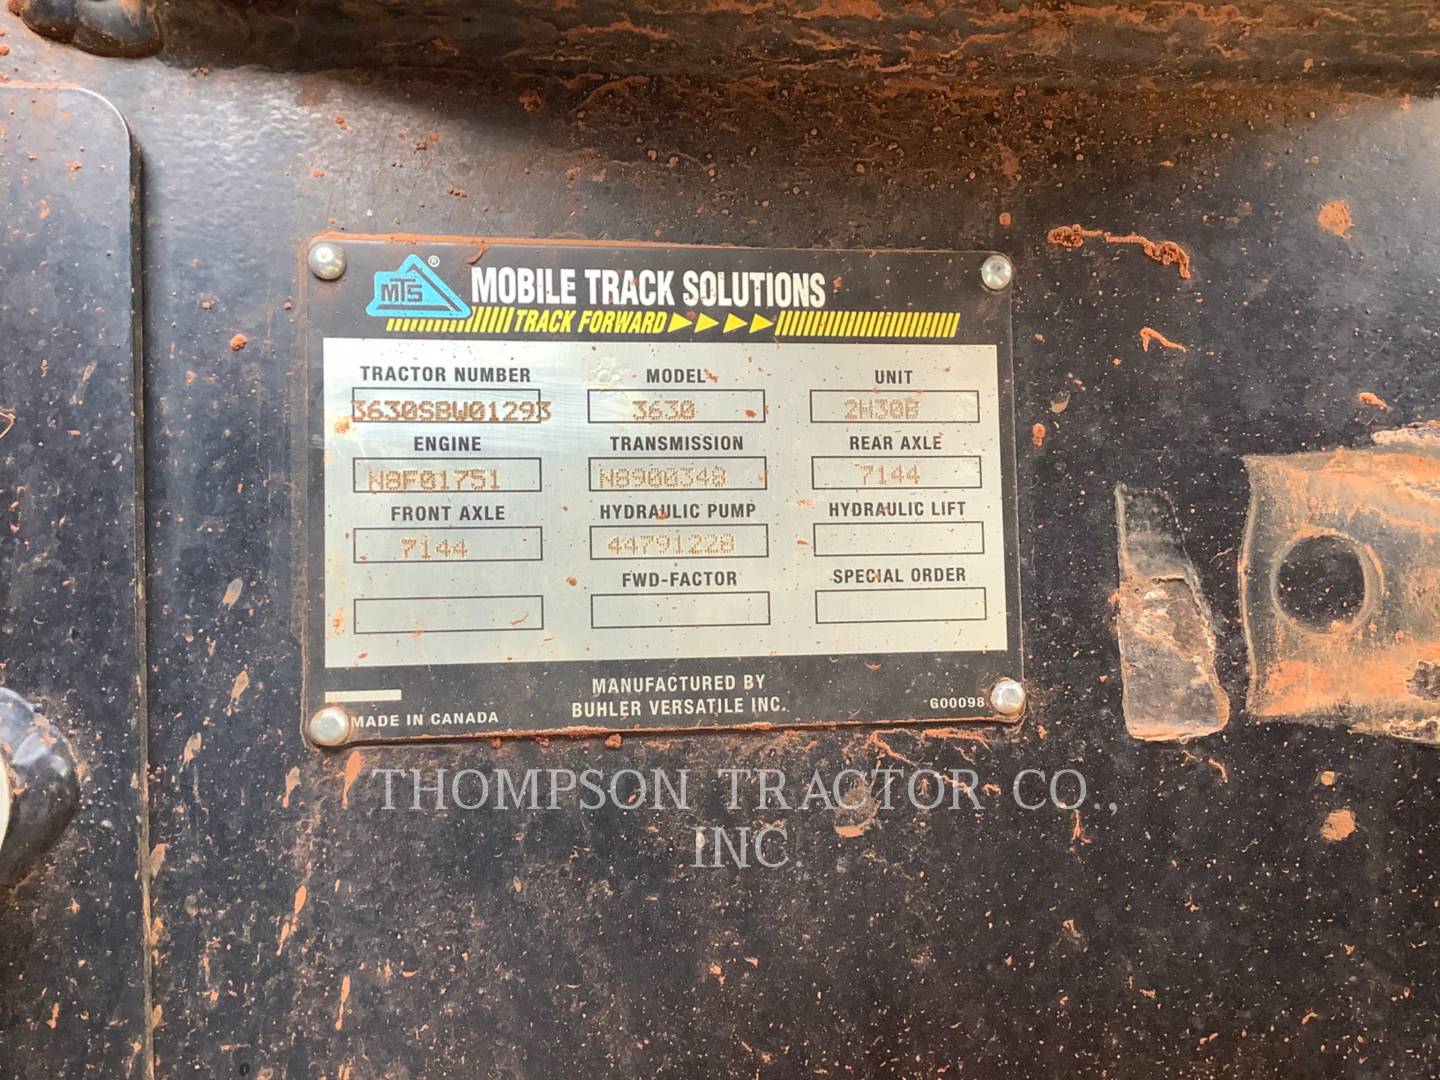 MTS® MOBILE TRACK SOLUTIONS
TRACK FORWARD
TRACTOR NUMBER MODEL UNIT
3630SBW01293 3630 2H30B
ENGINE TRANSMISSION REAR AXLE
N8F01751 N8900348 7144
FRONT AXLE HYDRAULIC PUMP HYDRAULIC LIFT
7144 44791228
FWD-FACTOR SPECIAL ORDER
MANUFACTURED BY
BUHLER VERSATILE INC.
MADE IN CANADA G00098
THOMPSON TRACTOR CO.,
INC.